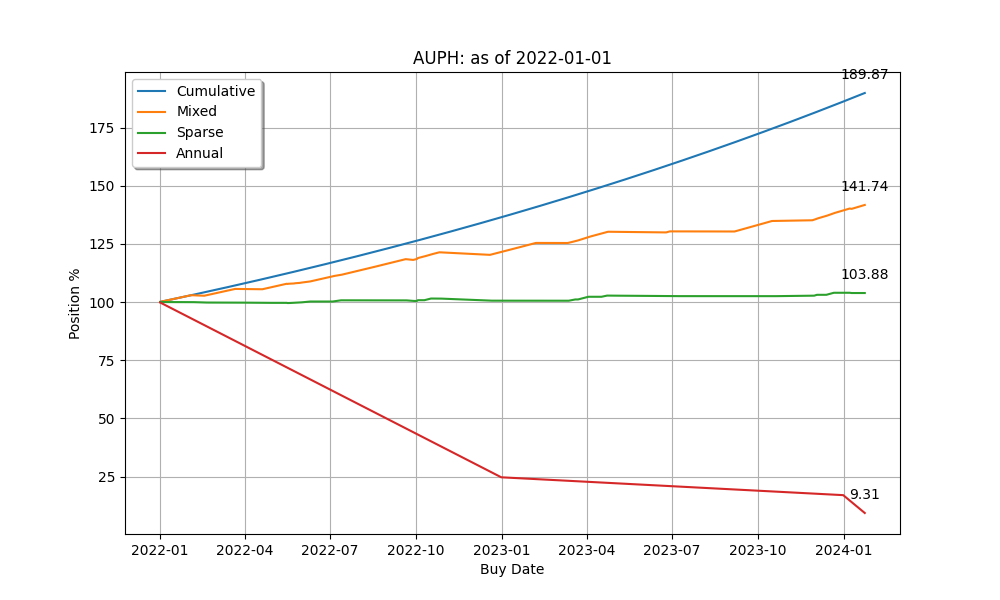 AUPH: as of 2022-01-01
189.87
Cumulative
Mixed
Sparse
Annual
175
150
125
100
75
50
25
141.74
103.88
9.31
Position %
2022-01 2022-04 2022-07 2022-10 2023-01 2023-04 2023-07 2023-10 2024-01
Buy Date